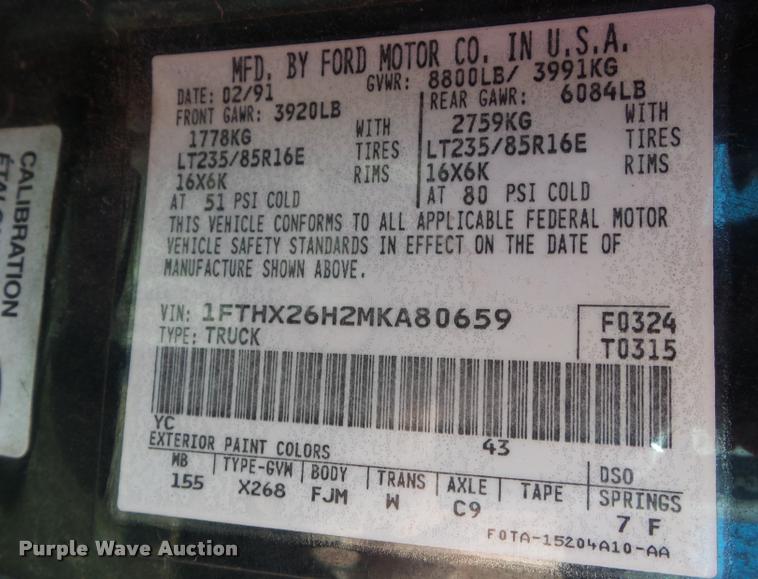 MFD. BY FORD MOTOR CO. IN U.S.A.
DATE: 02/91 GVWR: 8800LB/ 3991KG
FRONT GAWR: 3920LB REAR GAWR: 6084LB
1778KG WITH 2759KG WITH
LT235/85R16E TIRES LT235/85R16E TIRES
16X6K RIMS 16X6K RIMS
AT 51 PSI COLD AT 80 PSI COLD
THIS VEHICLE CONFORMS TO ALL APPLICABLE FEDERAL MOTOR
VEHICLE SAFETY STANDARDS IN EFFECT ON THE DATE OF
MANUFACTURE SHOWN ABOVE.
VIN: 1FTHX26H2MKA80659 F0324
TYPE: TRUCK T0315
YC 43
EXTERIOR PAINT COLORS DSO
WB TYPE-GVW BODY TRANS AXLE TAPE SPRINGS
155 X268 FJM W C9 7 F
F0TA-15204A10-AA
CALIBRATION
Purple Wave Auction